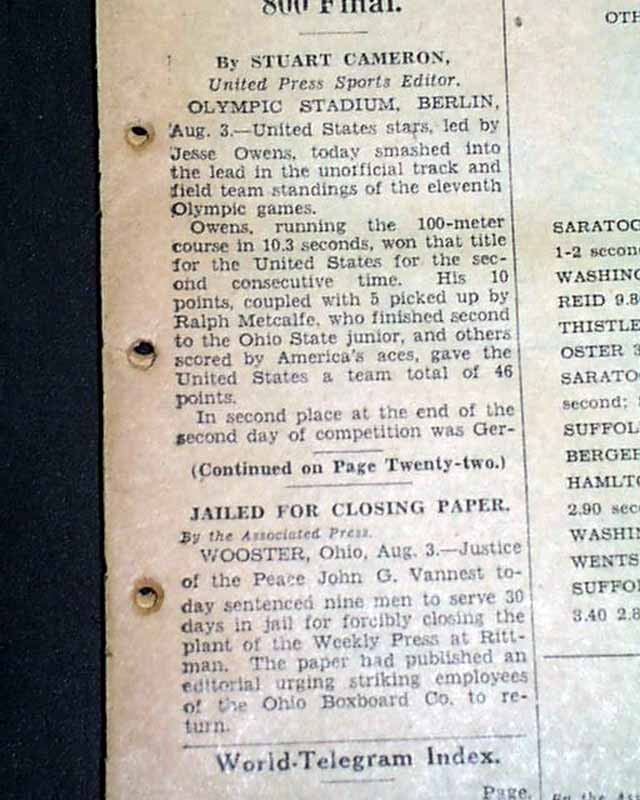 800 Final.
By STUART CAMERON,
United Press Sports Editor.
OLYMPIC STADIUM, BERLIN,
Aug. 3.—United States stars, led by
Jesse Owens, today smashed into
the lead in the unofficial track and
field team standings of the eleventh
Olympic games.
Owens, running the 100-meter
course in 10.3 seconds, won that title
for the United States for the sec-
ond consecutive time. His 10
points, coupled with 5 picked up by
Ralph Metcalfe, who finished second
to the Ohio State junior, and others
scored by America's aces, gave the
United States a team total of 46
points.
In second place at the end of the
second day of competition was Ger-
(Continued on Page Twenty-two.)
JAILED FOR CLOSING PAPER.
By the Associated Press.
WOOSTER, Ohio, Aug. 3.—Justice
of the Peace John G. Vannest to-
day sentenced nine men to serve 30
days in jail for forcibly closing the
plant of the Weekly Press at Ritt-
man. The paper had published an
editorial urging striking employees
of the Ohio Boxboard Co. to re-
turn.
World-Telegram Index.
Page.
OTH
SARATOG
1-2 second
WASHING
REID 9.8
THISTLE
OSTER 3
SARATO
second;
SUFFOL
BERGER
HAMLTO
2.90 sec
WASHIN
WENTS
SUFFO
3.40 2.8
By the As